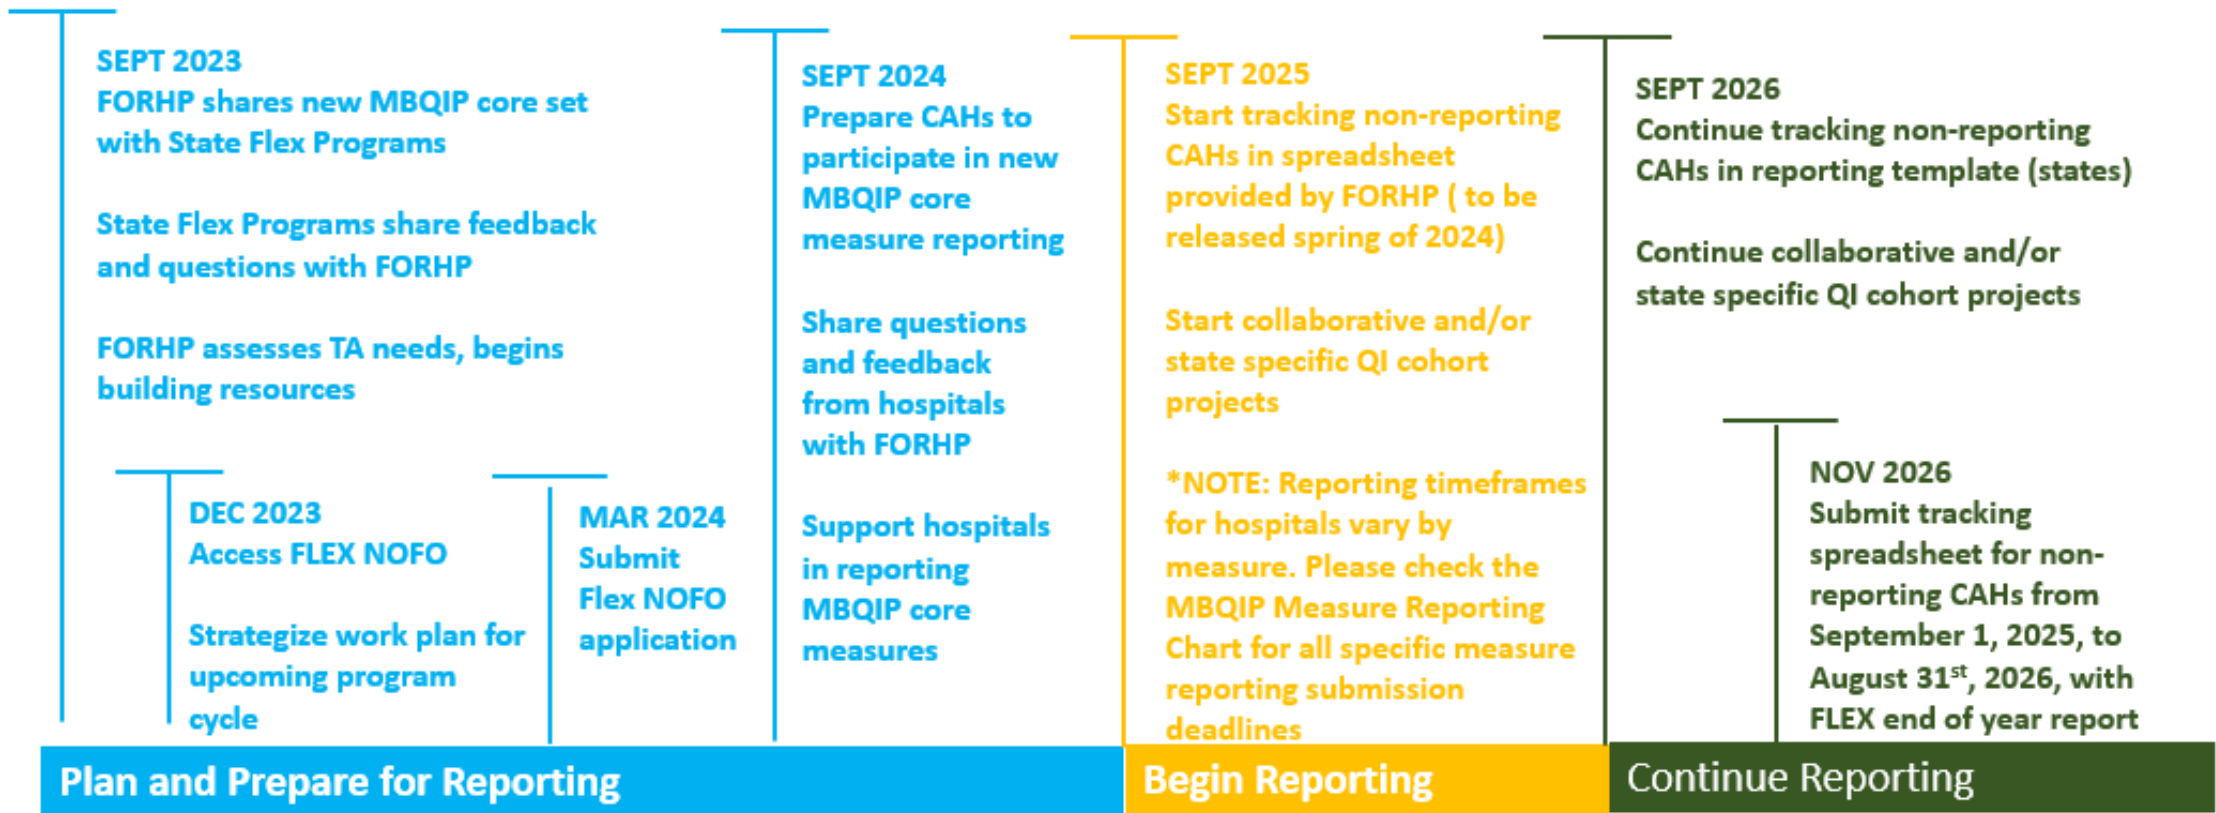 SEPT 2023
FORHP shares new MBQIP core set
with State Flex Programs
State Flex Programs share feedback
and questions with FORHP
FORHP assesses TA needs, begins
building resources
DEC 2023
Access FLEX NOFO
Strategize work plan for
upcoming program
cycle
MAR 2024
Submit
Flex NOFO
application
SEPT 2024
Prepare CAHs to
participate in new
MBQIP core
measure reporting
Share questions
and feedback
from hospitals
with FORHP
Support hospitals
in reporting
MBQIP core
measures
SEPT 2025
Start tracking non-reporting
CAHs in spreadsheet
provided by FORHP ( to be
released spring of 2024)
Start collaborative and/or
state specific QI cohort
projects
*NOTE: Reporting timeframes
for hospitals vary by
measure. Please check the
MBQIP Measure Reporting
Chart for all specific measure
reporting submission
deadlines
SEPT 2026
Continue tracking non-reporting
CAHs in reporting template (states)
Continue collaborative and/or
state specific QI cohort projects
NOV 2026
Submit tracking
spreadsheet for non-
reporting CAHs from
September 1, 2025, to
August 31st, 2026, with
FLEX end of year report
Plan and Prepare for Reporting
Begin Reporting
Continue Reporting